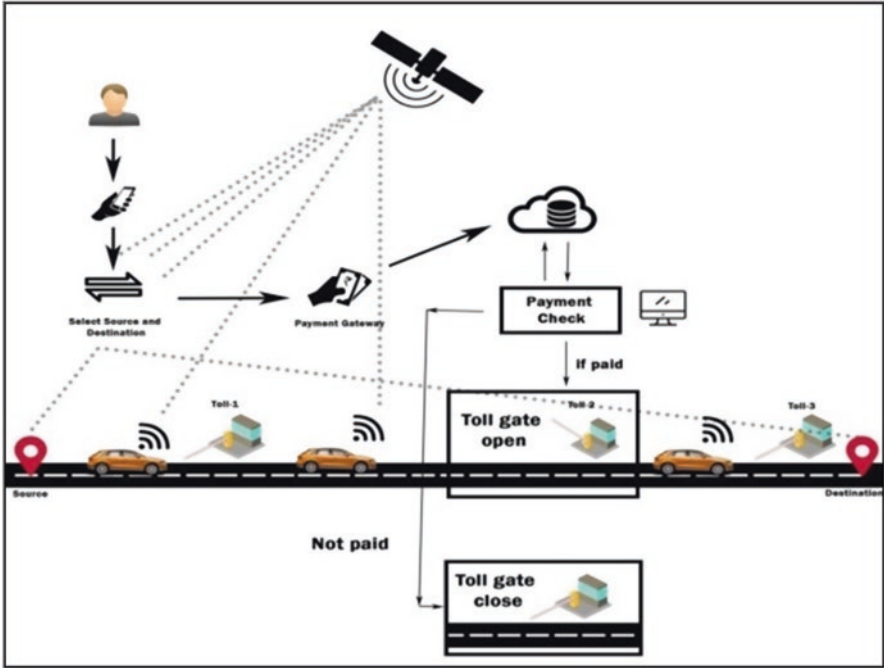 Select Source and
Destination
Payment Gateway
Payment
Check
If paid
Toll-1
Toll gate
open
Toll-2
Toll-3
Source
Destination
Not paid
Toll gate
close